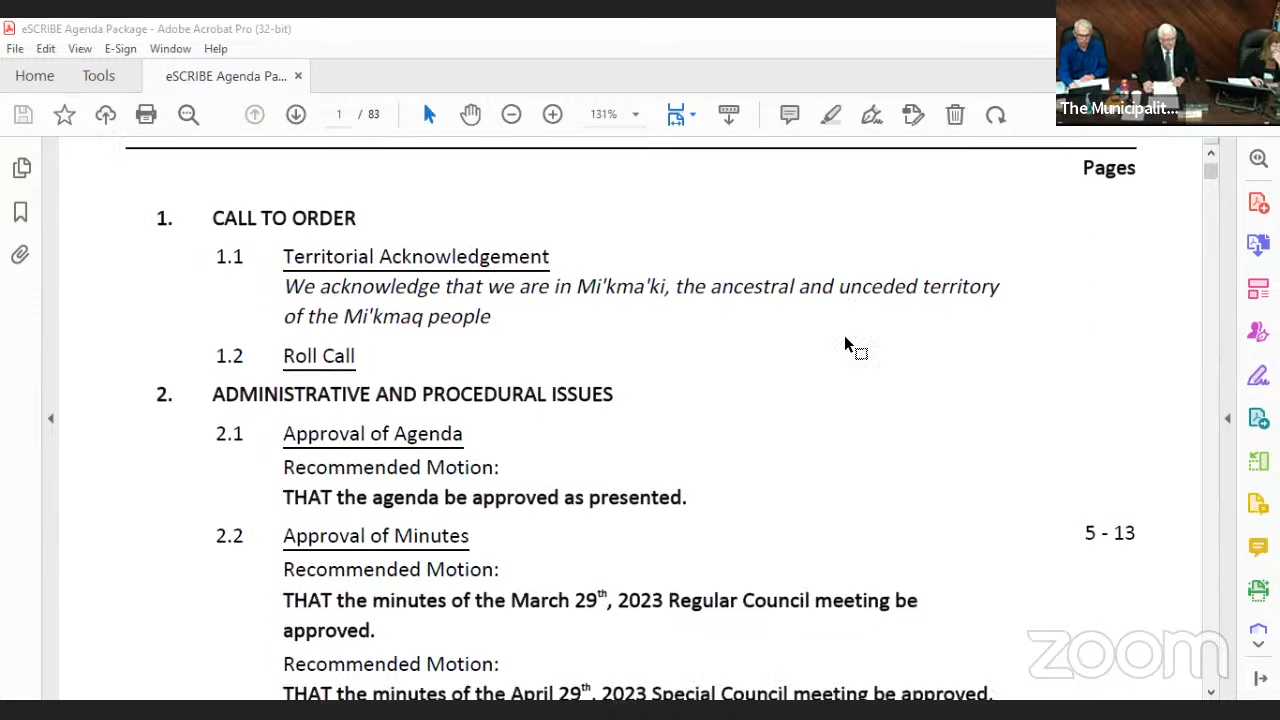 eSCRIBE Agenda Package - Adobe Acrobat Pro (32-bit)
File Edit View E-Sign Window Help
Home Tools eSCRIBE Agenda Pa... ×
1 / 83 131%
The Municipalit...
Pages
1. CALL TO ORDER
1.1 Territorial Acknowledgement
We acknowledge that we are in Mi'kma'ki, the ancestral and unceded territory
of the Mi'kmaq people
1.2 Roll Call
2. ADMINISTRATIVE AND PROCEDURAL ISSUES
2.1 Approval of Agenda
Recommended Motion:
THAT the agenda be approved as presented.
2.2 Approval of Minutes 5 - 13
Recommended Motion:
THAT the minutes of the March 29th, 2023 Regular Council meeting be
approved.
Recommended Motion:
THAT the minutes of the April 29th, 2023 Special Council meeting be approved.
zoom